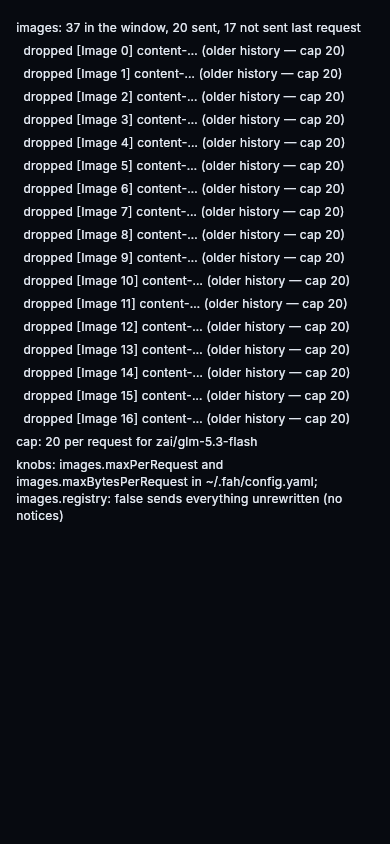 images: 37 in the window, 20 sent, 17 not sent last request
dropped [Image 0] content-... (older history — cap 20)
dropped [Image 1] content-... (older history — cap 20)
dropped [Image 2] content-... (older history — cap 20)
dropped [Image 3] content-... (older history — cap 20)
dropped [Image 4] content-... (older history — cap 20)
dropped [Image 5] content-... (older history — cap 20)
dropped [Image 6] content-... (older history — cap 20)
dropped [Image 7] content-... (older history — cap 20)
dropped [Image 8] content-... (older history — cap 20)
dropped [Image 9] content-... (older history — cap 20)
dropped [Image 10] content-... (older history — cap 20)
dropped [Image 11] content-... (older history — cap 20)
dropped [Image 12] content-... (older history — cap 20)
dropped [Image 13] content-... (older history — cap 20)
dropped [Image 14] content-... (older history — cap 20)
dropped [Image 15] content-... (older history — cap 20)
dropped [Image 16] content-... (older history — cap 20)
cap: 20 per request for zai/glm-5.3-flash
knobs: images.maxPerRequest and
images.maxBytesPerRequest in ~/.fah/config.yaml;
images.registry: false sends everything unrewritten (no
notices)